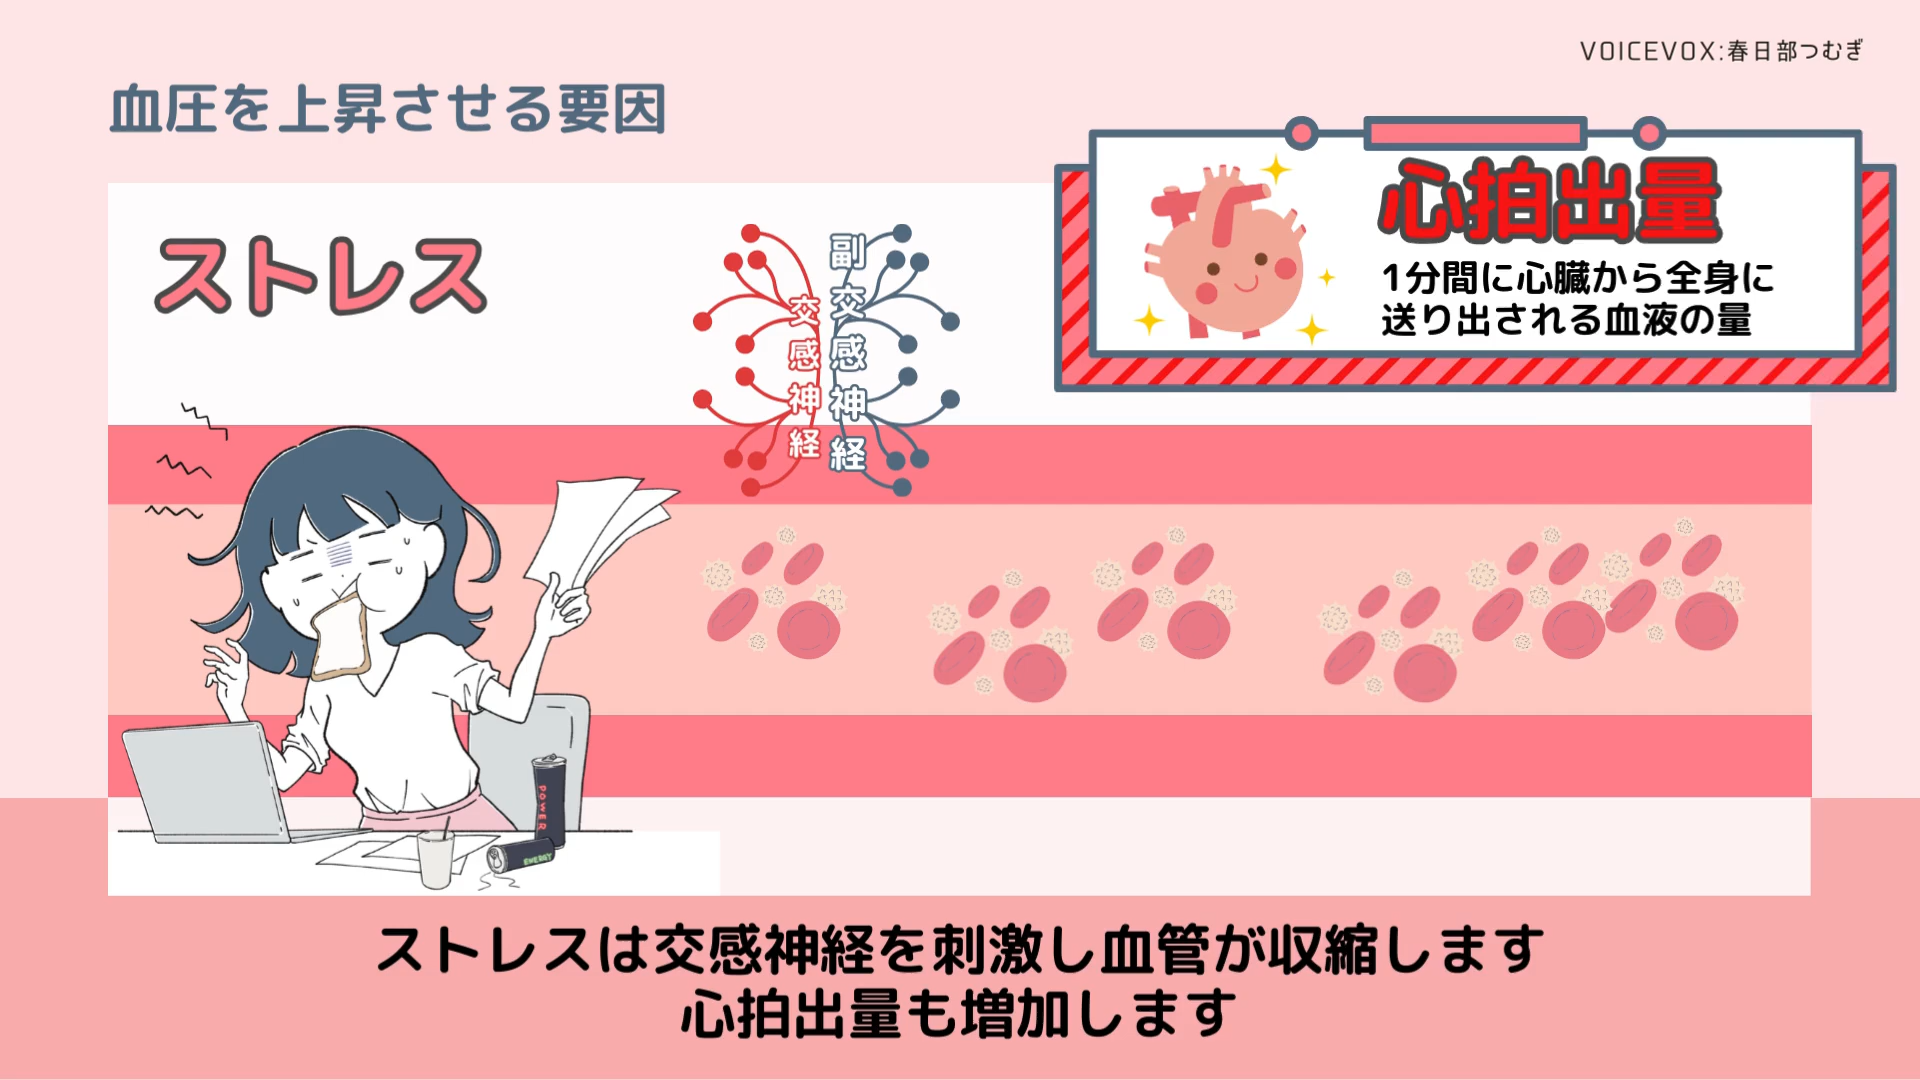 VOICEVOX:春日部つむぎ
血圧を上昇させる要因
ストレス
交感神経
副交感神経
心拍出量
1分間に心臓から全身に
送り出される血液の量
POWER
ENERGY
ストレスは交感神経を刺激し血管が収縮します
心拍出量も増加します